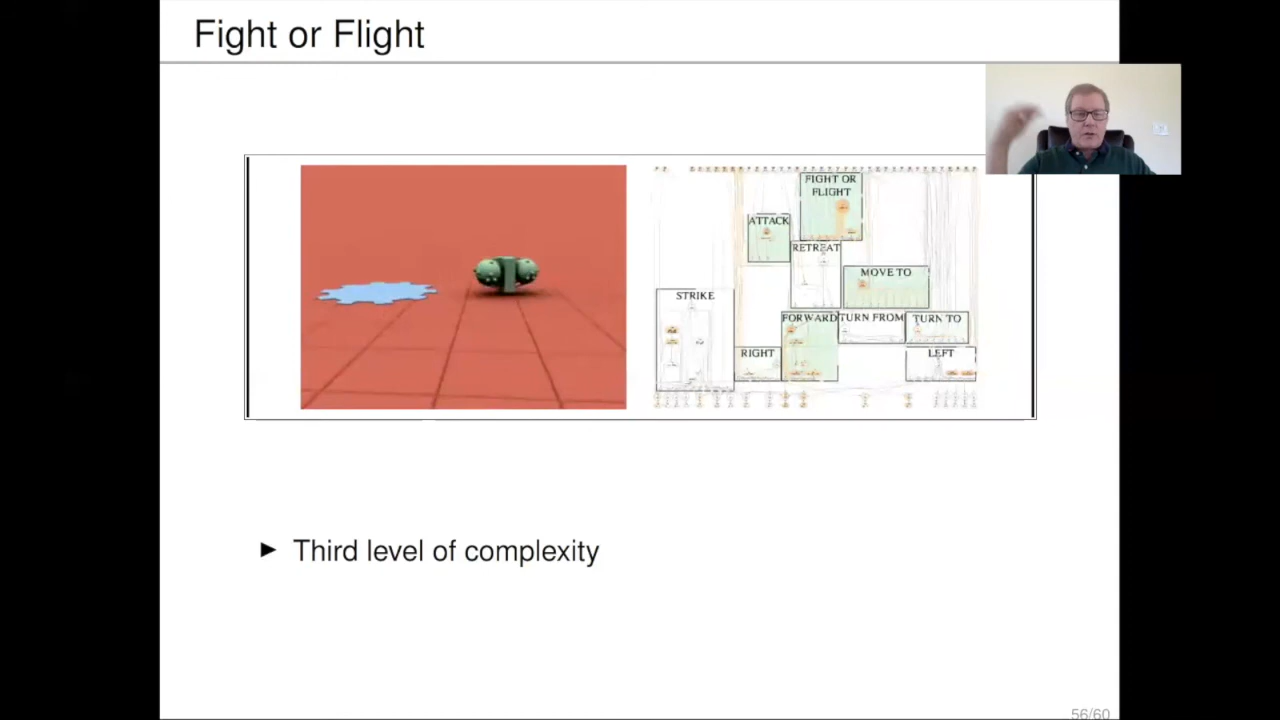 Fight or Flight
FIGHT OR
FLIGHT
ATTACK
RETREAT
MOVE TO
STRIKE
FORWARD
TURN FROM
TURN TO
RIGHT
LEFT
Third level of complexity
56/60